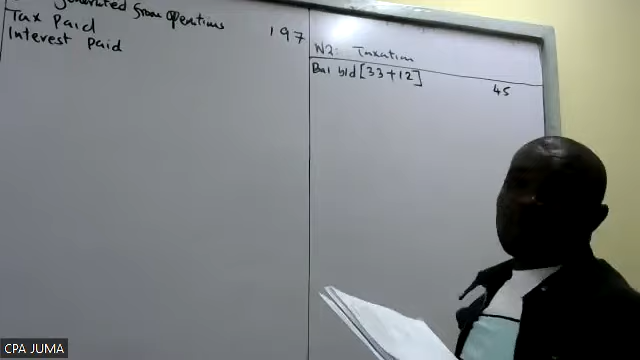 Generated from operations 197
Tax Paid
Interest Paid
W2: Taxation
Bal b/d [33+12] 45
CPA JUMA